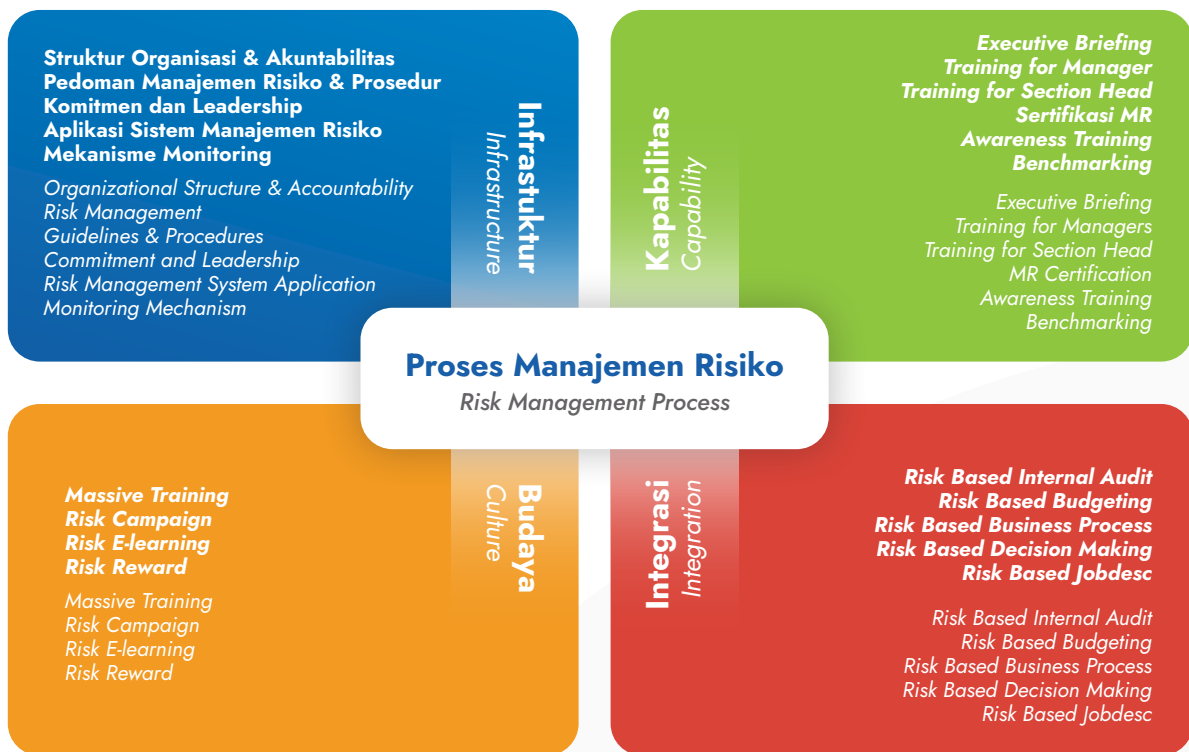 Struktur Organisasi & Akuntabilitas
Pedoman Manajemen Risiko & Prosedur
Komitmen dan Leadership
Aplikasi Sistem Manajemen Risiko
Mekanisme Monitoring
Organizational Structure & Accountability
Risk Management
Guidelines & Procedures
Commitment and Leadership
Risk Management System Application
Monitoring Mechanism
Infrastuktur
Infrastructure
Kapabilitas
Capability
Executive Briefing
Training for Manager
Training for Section Head
Sertifikasi MR
Awareness Training
Benchmarking
Executive Briefing
Training for Managers
Training for Section Head
MR Certification
Awareness Training
Benchmarking
Proses Manajemen Risiko
Risk Management Process
Massive Training
Risk Campaign
Risk E-learning
Risk Reward
Massive Training
Risk Campaign
Risk E-learning
Risk Reward
Budaya
Culture
Integrasi
Integration
Risk Based Internal Audit
Risk Based Budgeting
Risk Based Business Process
Risk Based Decision Making
Risk Based Jobdesc
Risk Based Internal Audit
Risk Based Budgeting
Risk Based Business Process
Risk Based Decision Making
Risk Based Jobdesc